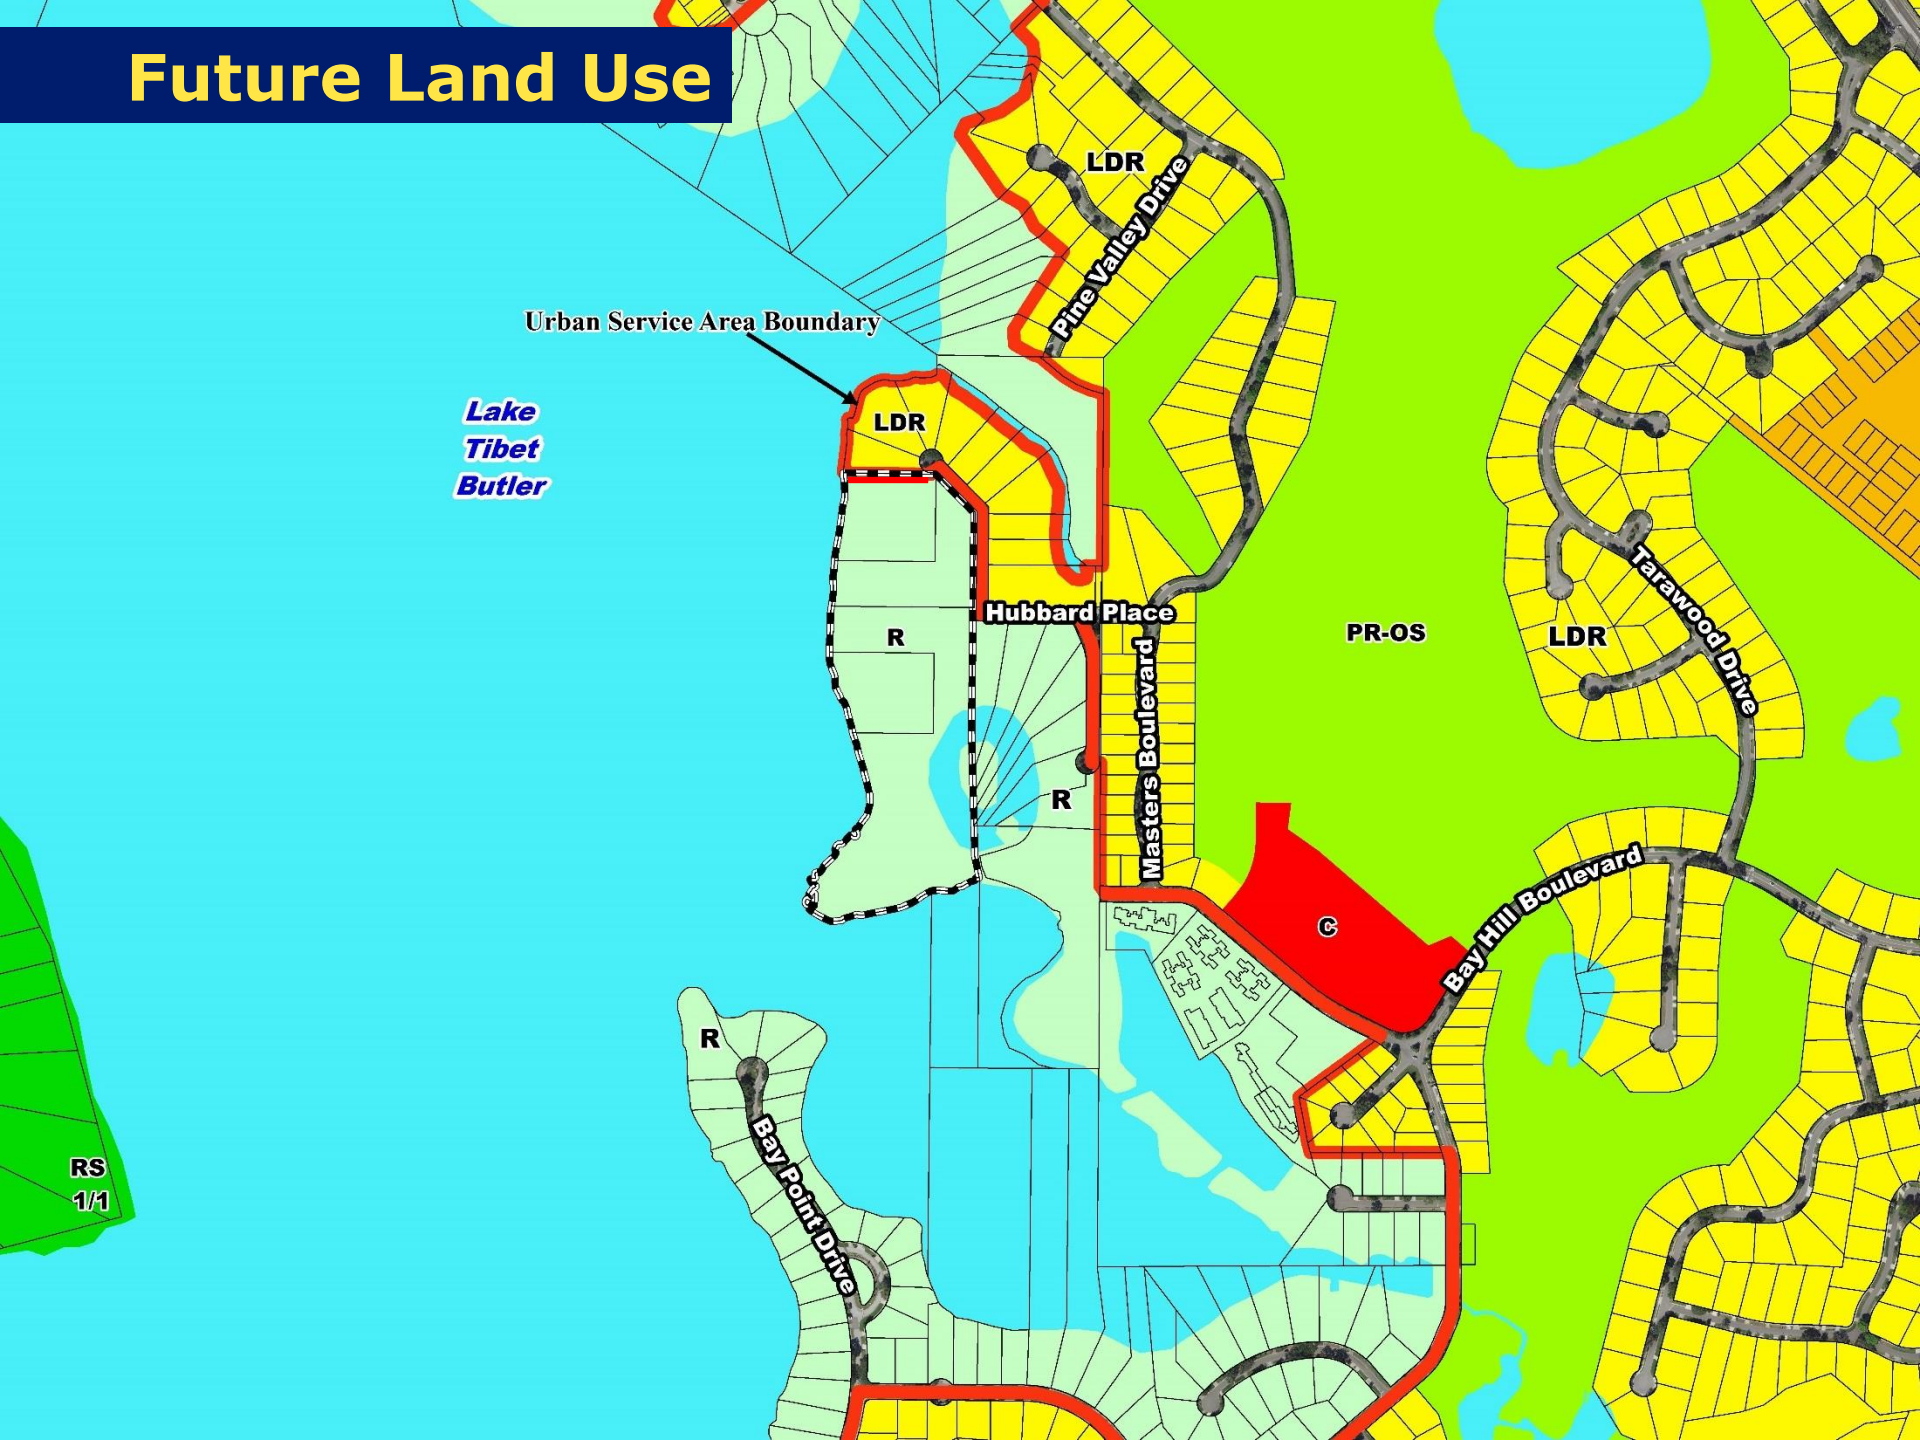 Future Land Use
LDR
Pine Valley Drive
Urban Service Area Boundary
Lake
Tibet
Butler
LDR
Hubbard Place
R
Masters Boulevard
PR-OS
LDR
Tarawood Drive
R
C
Bay Hill Boulevard
R
Bay Point Drive
RS
1/1